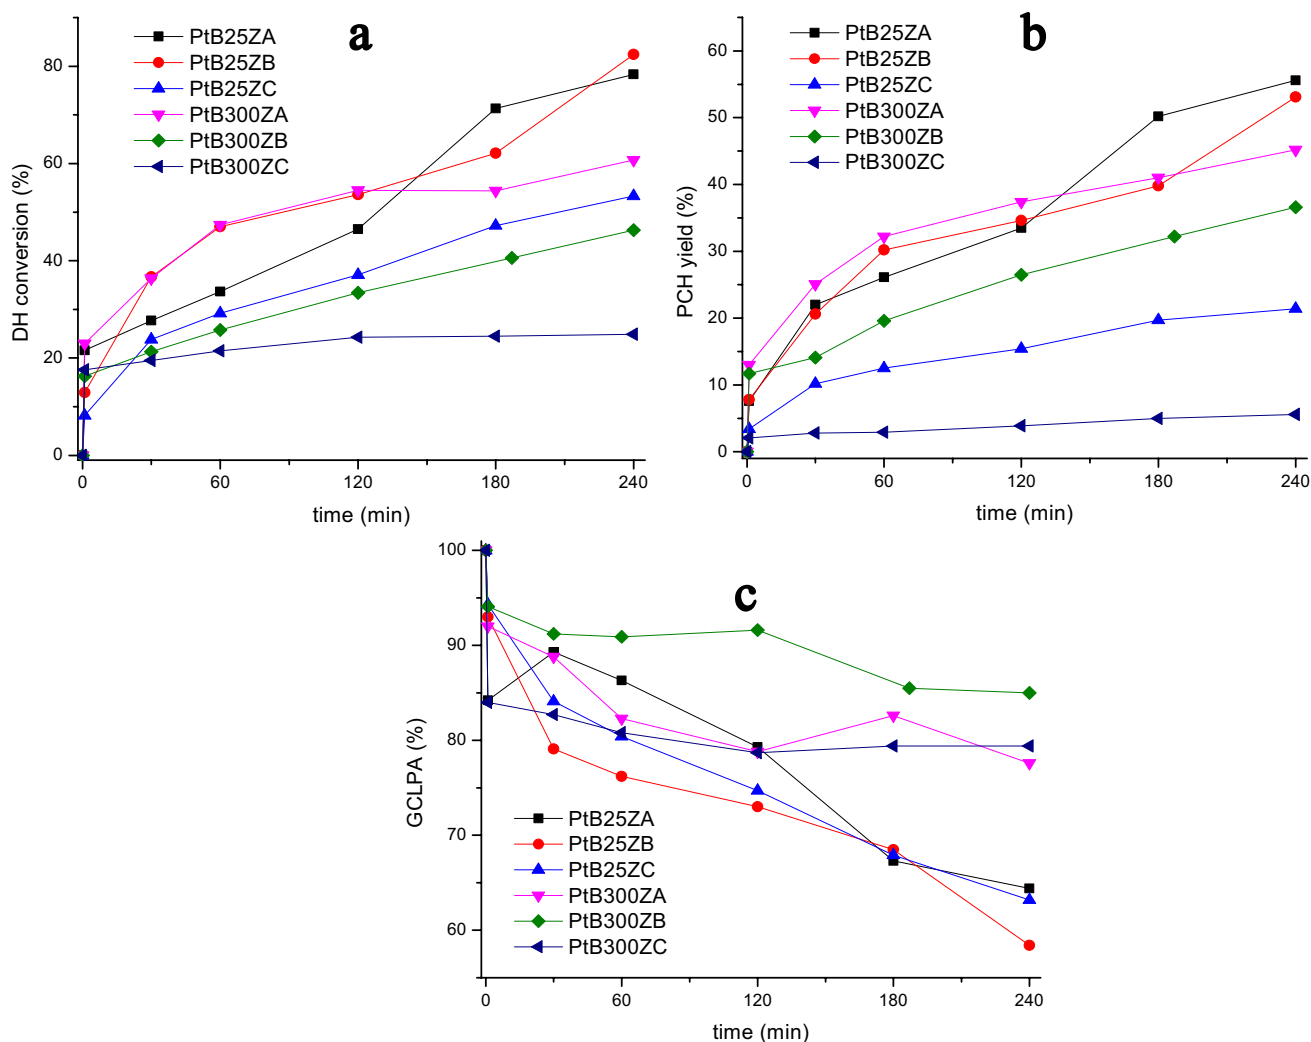 a
PtB25ZA
PtB25ZB
PtB25ZC
PtB300ZA
PtB300ZB
PtB300ZC
80
60
40
20
0
DH conversion (%)
0 60 120 180 240
time (min)
b
PtB25ZA
PtB25ZB
PtB25ZC
PtB300ZA
PtB300ZB
PtB300ZC
60
50
40
30
20
10
0
PCH yield (%)
0 60 120 180 240
time (min)
c
100
90
80
70
60
GCLPA (%)
PtB25ZA
PtB25ZB
PtB25ZC
PtB300ZA
PtB300ZB
PtB300ZC
0 60 120 180 240
time (min)